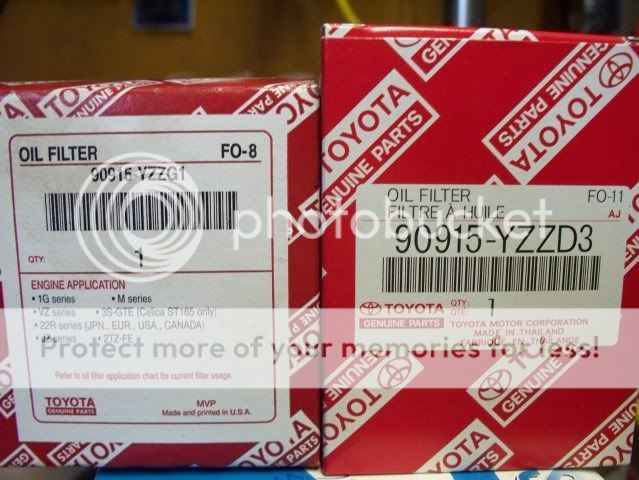 OIL FILTER FO-8
90915-YZZG1
QTY: 1
ENGINE APPLICATION
• 1G series • M series
• VZ series • 3S-GTE (Celica ST165 only)
• 22R series (JPN., EUR., USA., CANADA)
• JZ series • 2TZ-FE
Refer to oil filter application chart for current filter usage.
TOYOTA
GENUINE PARTS
MVP
Made and printed in U.S.A.
TOYOTA
GENUINE PARTS
OIL FILTER FO-11
FILTRE À HUILE AJ
90915-YZZD3
TOYOTA
GENUINE PARTS
QTY:
QTE: 1
TOYOTA MOTOR CORPORATION
MADE IN THAILAND
FABRIQUE EN THAILANDE
photobucket
Protect more of your memories for less!